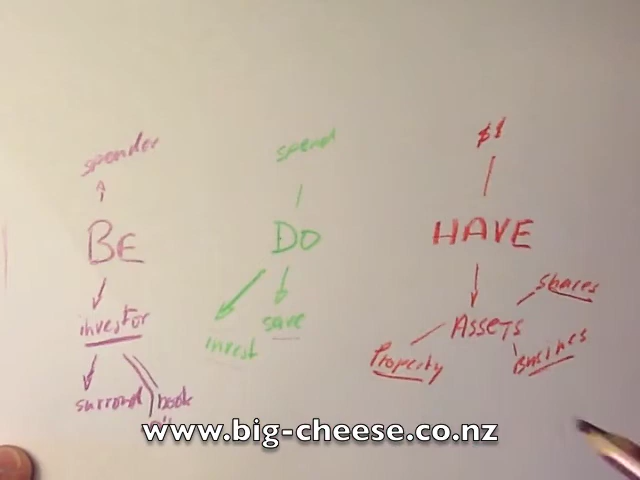 spender
spend
$$
BE
DO
HAVE
investor
save
invest
Assets
Shares
Property
Business
surround
book
www.big-cheese.co.nz